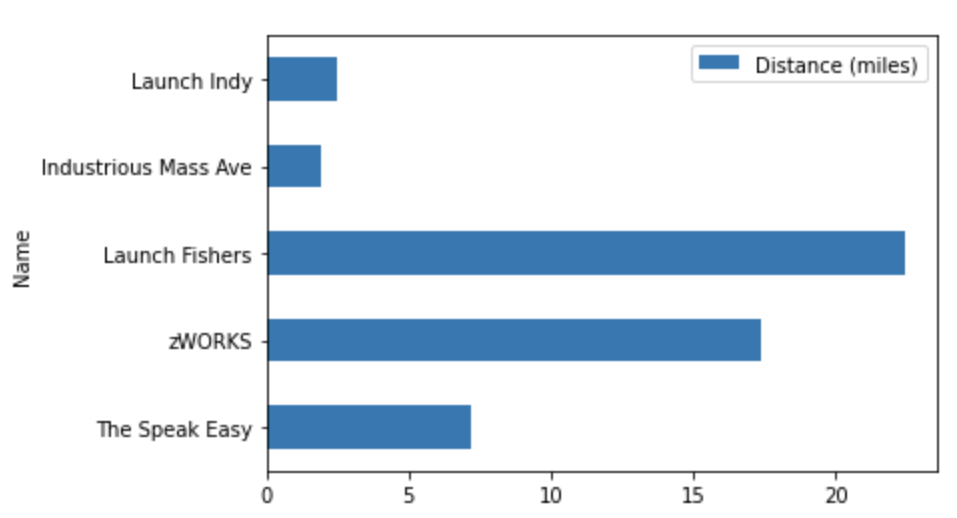 Distance (miles)
Launch Indy
Industrious Mass Ave
Launch Fishers
zWORKS
The Speak Easy
Name
0 5 10 15 20